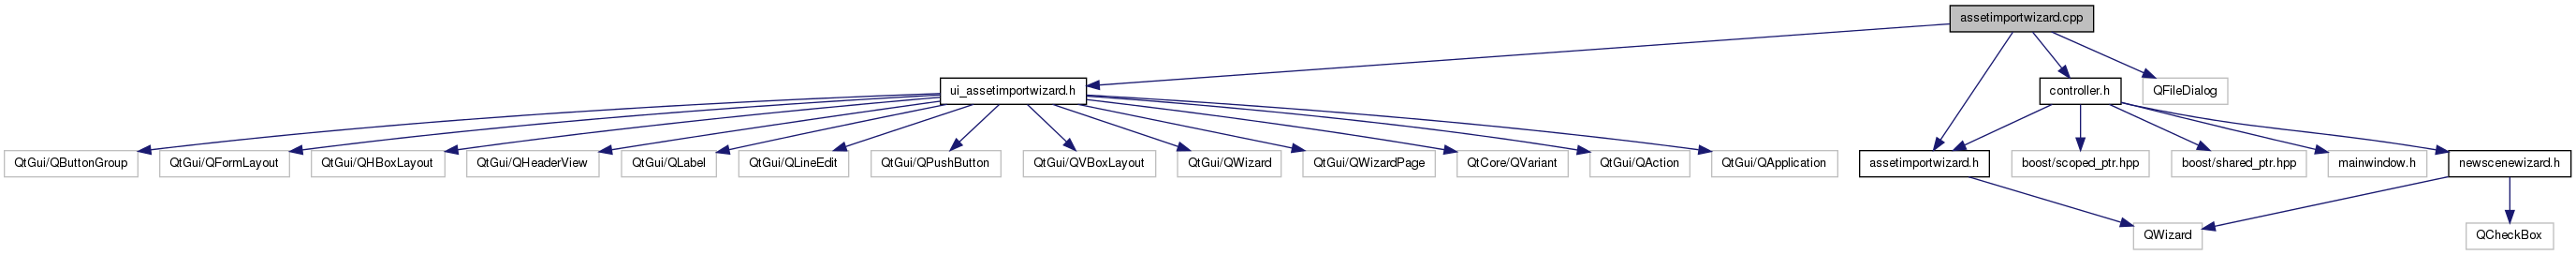 assetimportwizard.cpp
ui_assetimportwizard.h
controller.h
QFileDialog
QtGui/QButtonGroup
QtGui/QFormLayout
QtGui/QHBoxLayout
QtGui/QHeaderView
QtGui/QLabel
QtGui/QLineEdit
QtGui/QPushButton
QtGui/QVBoxLayout
QtGui/QWizard
QtGui/QWizardPage
QtCore/QVariant
QtGui/QAction
QtGui/QApplication
assetimportwizard.h
boost/scoped_ptr.hpp
boost/shared_ptr.hpp
mainwindow.h
newscenewizard.h
QWizard
QCheckBox